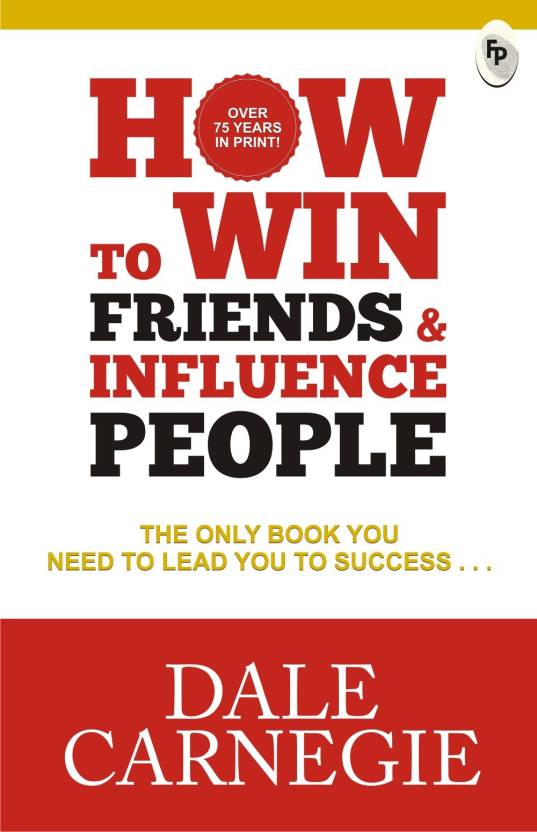 FP
HOW
OVER
75 YEARS
IN PRINT!
TO WIN
FRIENDS &
INFLUENCE
PEOPLE
THE ONLY BOOK YOU
NEED TO LEAD YOU TO SUCCESS . . .
DALE
CARNEGIE